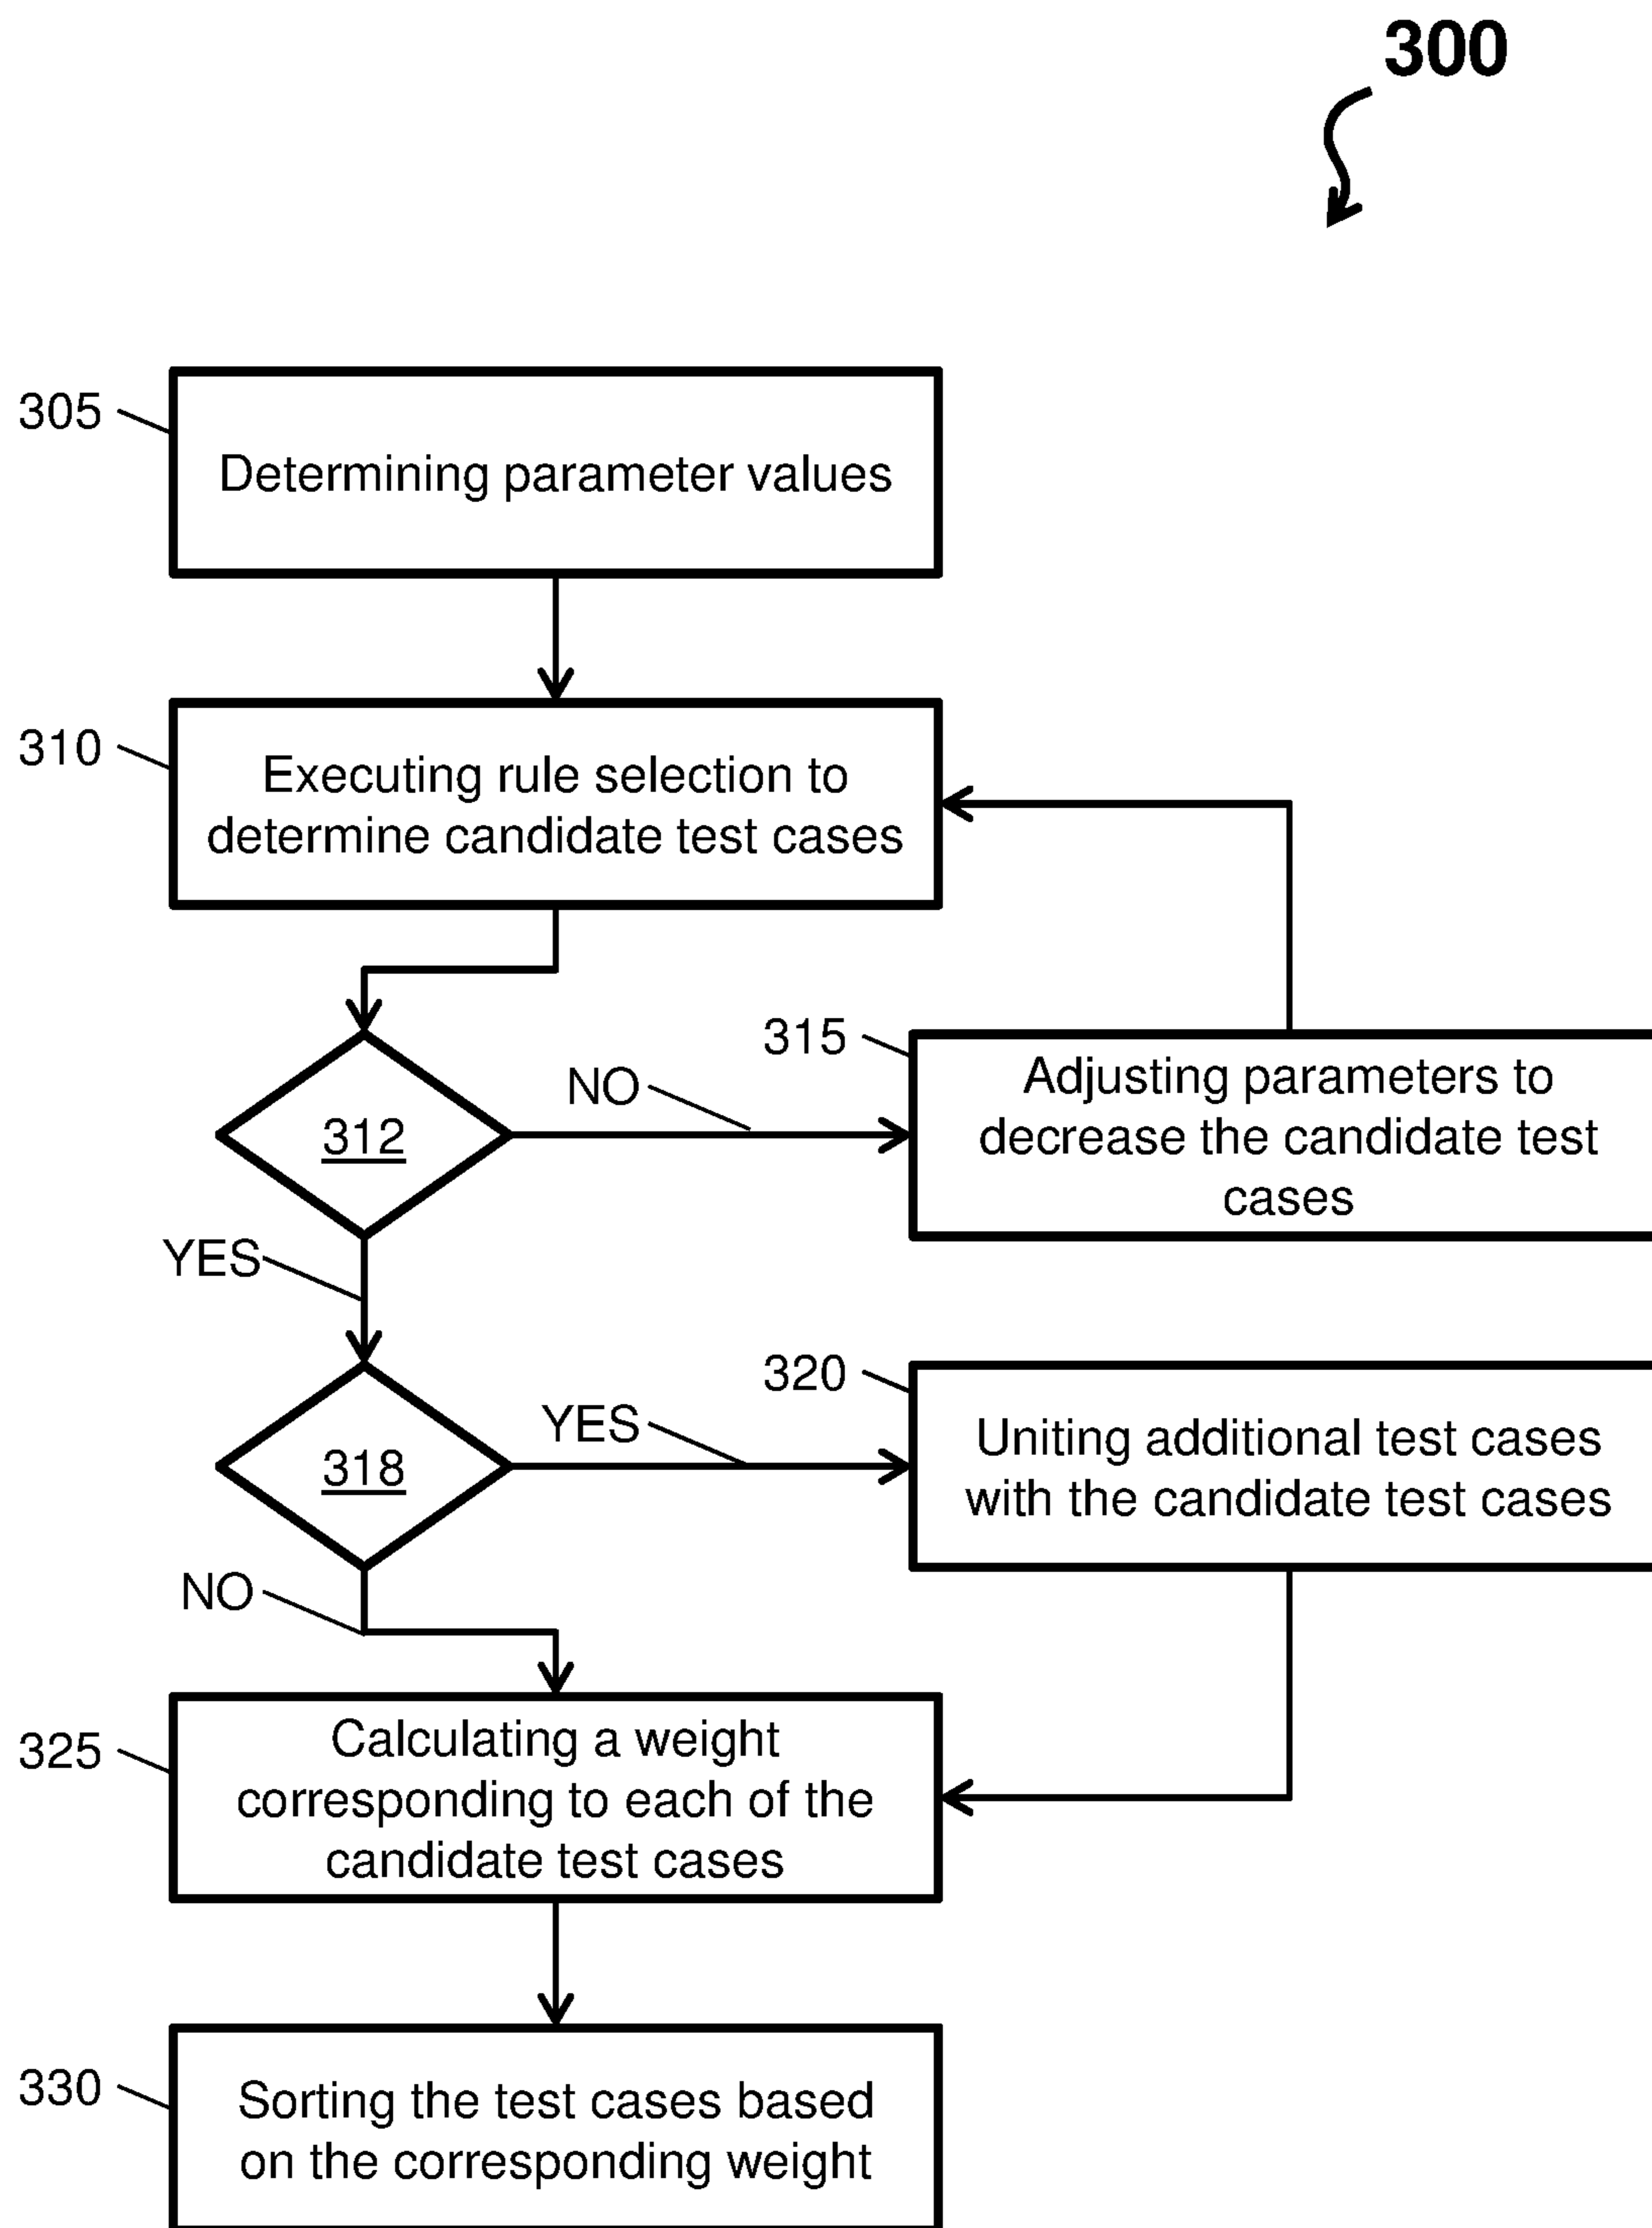 300
305
Determining parameter values
310
Executing rule selection to
determine candidate test cases
315
Adjusting parameters to
decrease the candidate test
cases
NO
312
YES
320
Uniting additional test cases
with the candidate test cases
YES
318
NO
325
Calculating a weight
corresponding to each of the
candidate test cases
330
Sorting the test cases based
on the corresponding weight